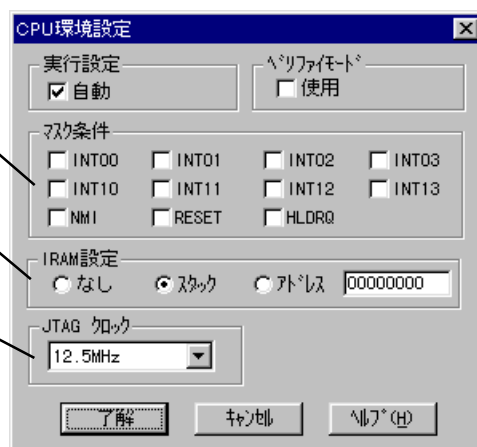 CPU環境設定
実行設定
自動
ﾍﾞﾘﾌｧｲﾓｰﾄﾞ
使用
ﾏｽｸ条件
INT00 INT01 INT02 INT03
INT10 INT11 INT12 INT13
NMI RESET HLDRQ
IRAM設定
なし ｽﾀｯｸ ｱﾄﾞﾚｽ 00000000
JTAG ｸﾛｯｸ
12.5MHz
了解 ｷｬﾝｾﾙ ﾍﾙﾌﾟ(H)